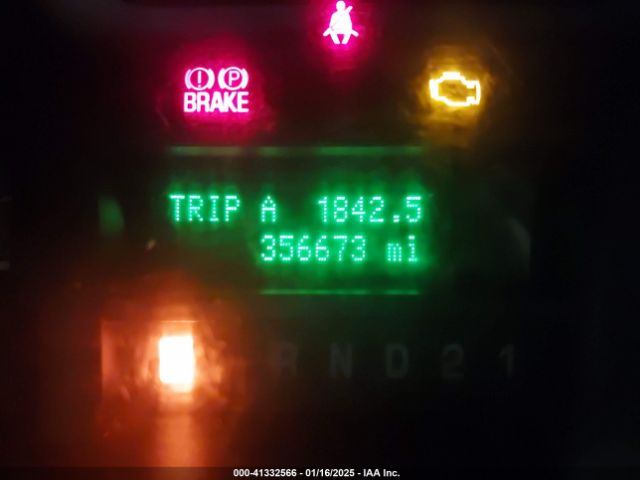 (!) (P)
BRAKE
TRIP A 1842.5
356673 mi
R N D 2 1
000-41332566 - 01/16/2025 - IAA Inc.